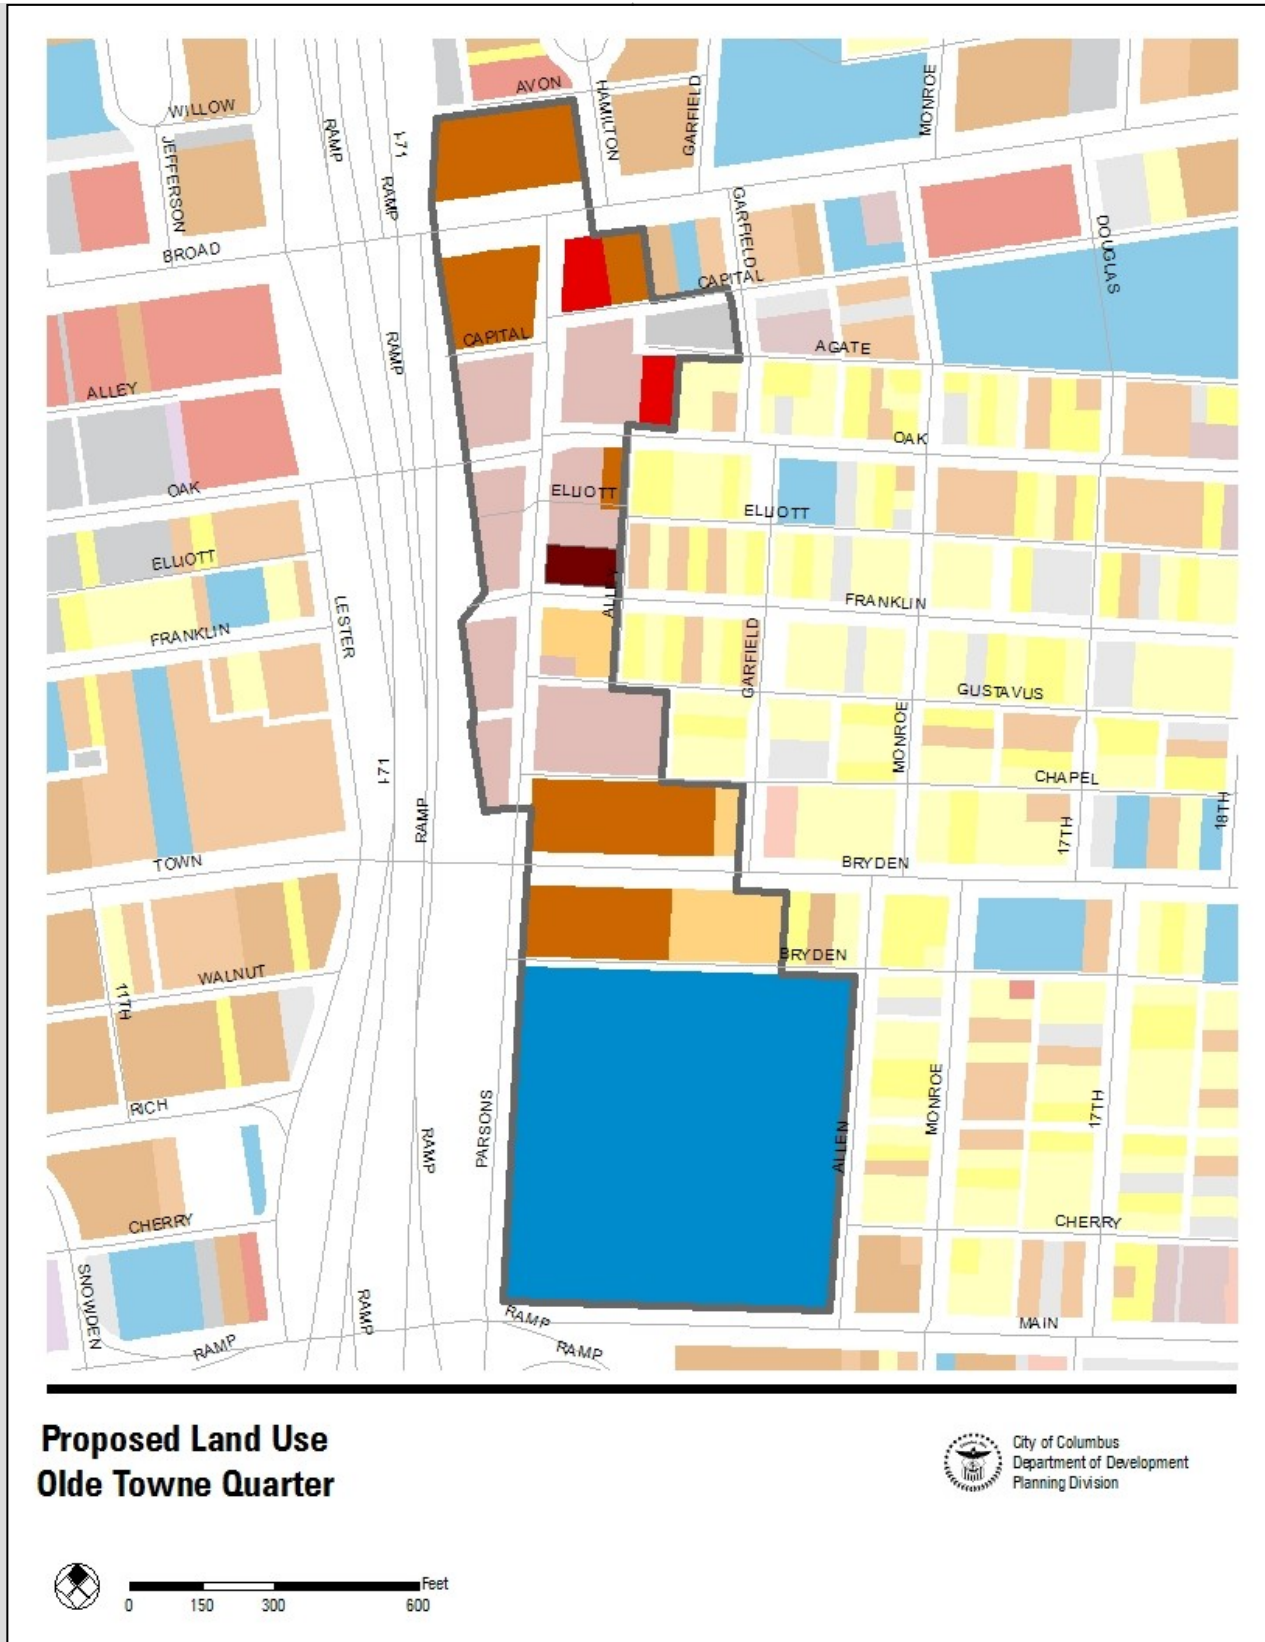 AVON
HAMILTON
GARFIELD
MONROE
WILLOW
JEFFERSON
RAMP
I-71
RAMP
BROAD
GARFIELD
DOUGLAS
CAPITAL
CAPITAL
RAMP
AGATE
ALLEY
OAK
OAK
ELLIOTT
ELLIOTT
ELLIOTT
ALLEY
FRANKLIN
FRANKLIN
LESTER
GARFIELD
GUSTAVUS
MONROE
I-71
RAMP
CHAPEL
17TH
18TH
TOWN
BRYDEN
BRYDEN
WALNUT
11TH
RICH
PARSONS
RAMP
ALLEN
MONROE
17TH
CHERRY
CHERRY
SNOWDEN
RAMP
RAMP
RAMP
RAMP
MAIN
Proposed Land Use
Olde Towne Quarter
City of Columbus
Department of Development
Planning Division
Feet
0 150 300 600